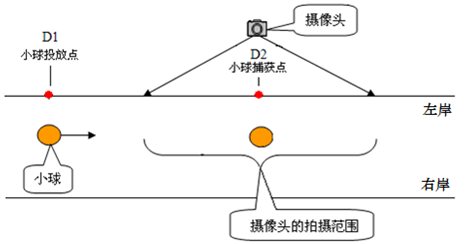 摄像头
D1
小球投放点
D2
小球捕获点
左岸
小球
右岸
摄像头的拍摄范围